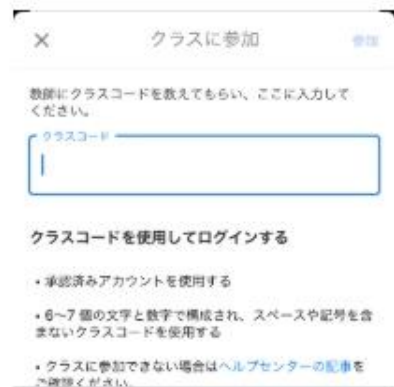 × クラスに参加 参加
教師にクラスコードを教えてもらい、ここに入力して
ください。
クラスコード
クラスコードを使用してログインする
• 承認済みアカウントを使用する
• 6~7 個の文字と数字で構成され、スペースや記号を含
まないクラスコードを使用する
• クラスに参加できない場合はヘルプセンターの記事を
ご確認ください。